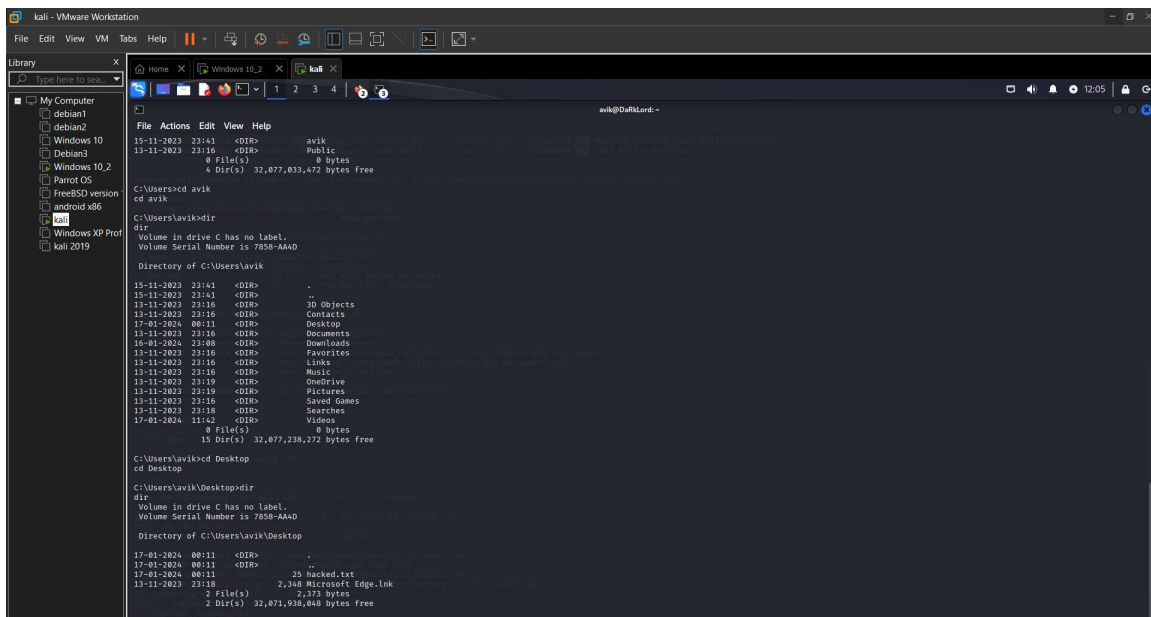 kali - VMware Workstation
File Edit View VM Tabs Help
Library
Type here to sea...
My Computer
debian1
debian2
Windows 10
Debian3
Windows 10_2
Parrot OS
FreeBSD version
android x86
kali
Windows XP Prof
kali 2019
Home Windows 10_2 kali
1 2 3 4 12:05
avik@DaRkLord: ~
File Actions Edit View Help
15-11-2023 23:41 <DIR> avik
13-11-2023 23:16 <DIR> Public
0 File(s) 0 bytes
4 Dir(s) 32,077,033,472 bytes free
C:\Users>cd avik
cd avik
C:\Users\avik>dir
dir
Volume in drive C has no label.
Volume Serial Number is 7858-AA4D
Directory of C:\Users\avik
15-11-2023 23:41 <DIR> .
15-11-2023 23:41 <DIR> ..
13-11-2023 23:16 <DIR> 3D Objects
13-11-2023 23:16 <DIR> Contacts
17-01-2024 00:11 <DIR> Desktop
13-11-2023 23:16 <DIR> Documents
16-01-2024 23:08 <DIR> Downloads
13-11-2023 23:16 <DIR> Favorites
13-11-2023 23:16 <DIR> Links
13-11-2023 23:16 <DIR> Music
13-11-2023 23:19 <DIR> OneDrive
13-11-2023 23:19 <DIR> Pictures
13-11-2023 23:16 <DIR> Saved Games
13-11-2023 23:18 <DIR> Searches
17-01-2024 11:42 <DIR> Videos
0 File(s) 0 bytes
15 Dir(s) 32,077,238,272 bytes free
C:\Users\avik>cd Desktop
cd Desktop
C:\Users\avik\Desktop>dir
dir
Volume in drive C has no label.
Volume Serial Number is 7858-AA4D
Directory of C:\Users\avik\Desktop
17-01-2024 00:11 <DIR> .
17-01-2024 00:11 <DIR> ..
17-01-2024 00:11 25 hacked.txt
13-11-2023 23:18 2,348 Microsoft Edge.lnk
2 File(s) 2,373 bytes
2 Dir(s) 32,071,938,048 bytes free